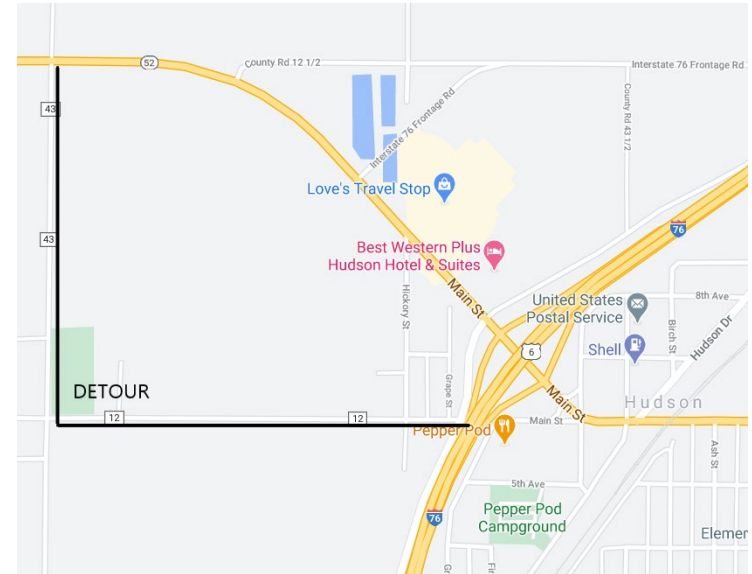 52
County Rd 12 1/2
Interstate 76 Frontage Rd
43
Interstate 76 Frontage Rd
County Rd 43 1/2
Love's Travel Stop
76
43
Best Western Plus
Hudson Hotel & Suites
Main St
Hickory St
United States
Postal Service
8th Ave
Birch St
Hudson Dr
6
Shell
Grape St
DETOUR
Main St
Hudson
12
12
Pepper Pod
Main St
Ash St
5th Ave
76
Pepper Pod
Campground
Elemen
Gr
Fir